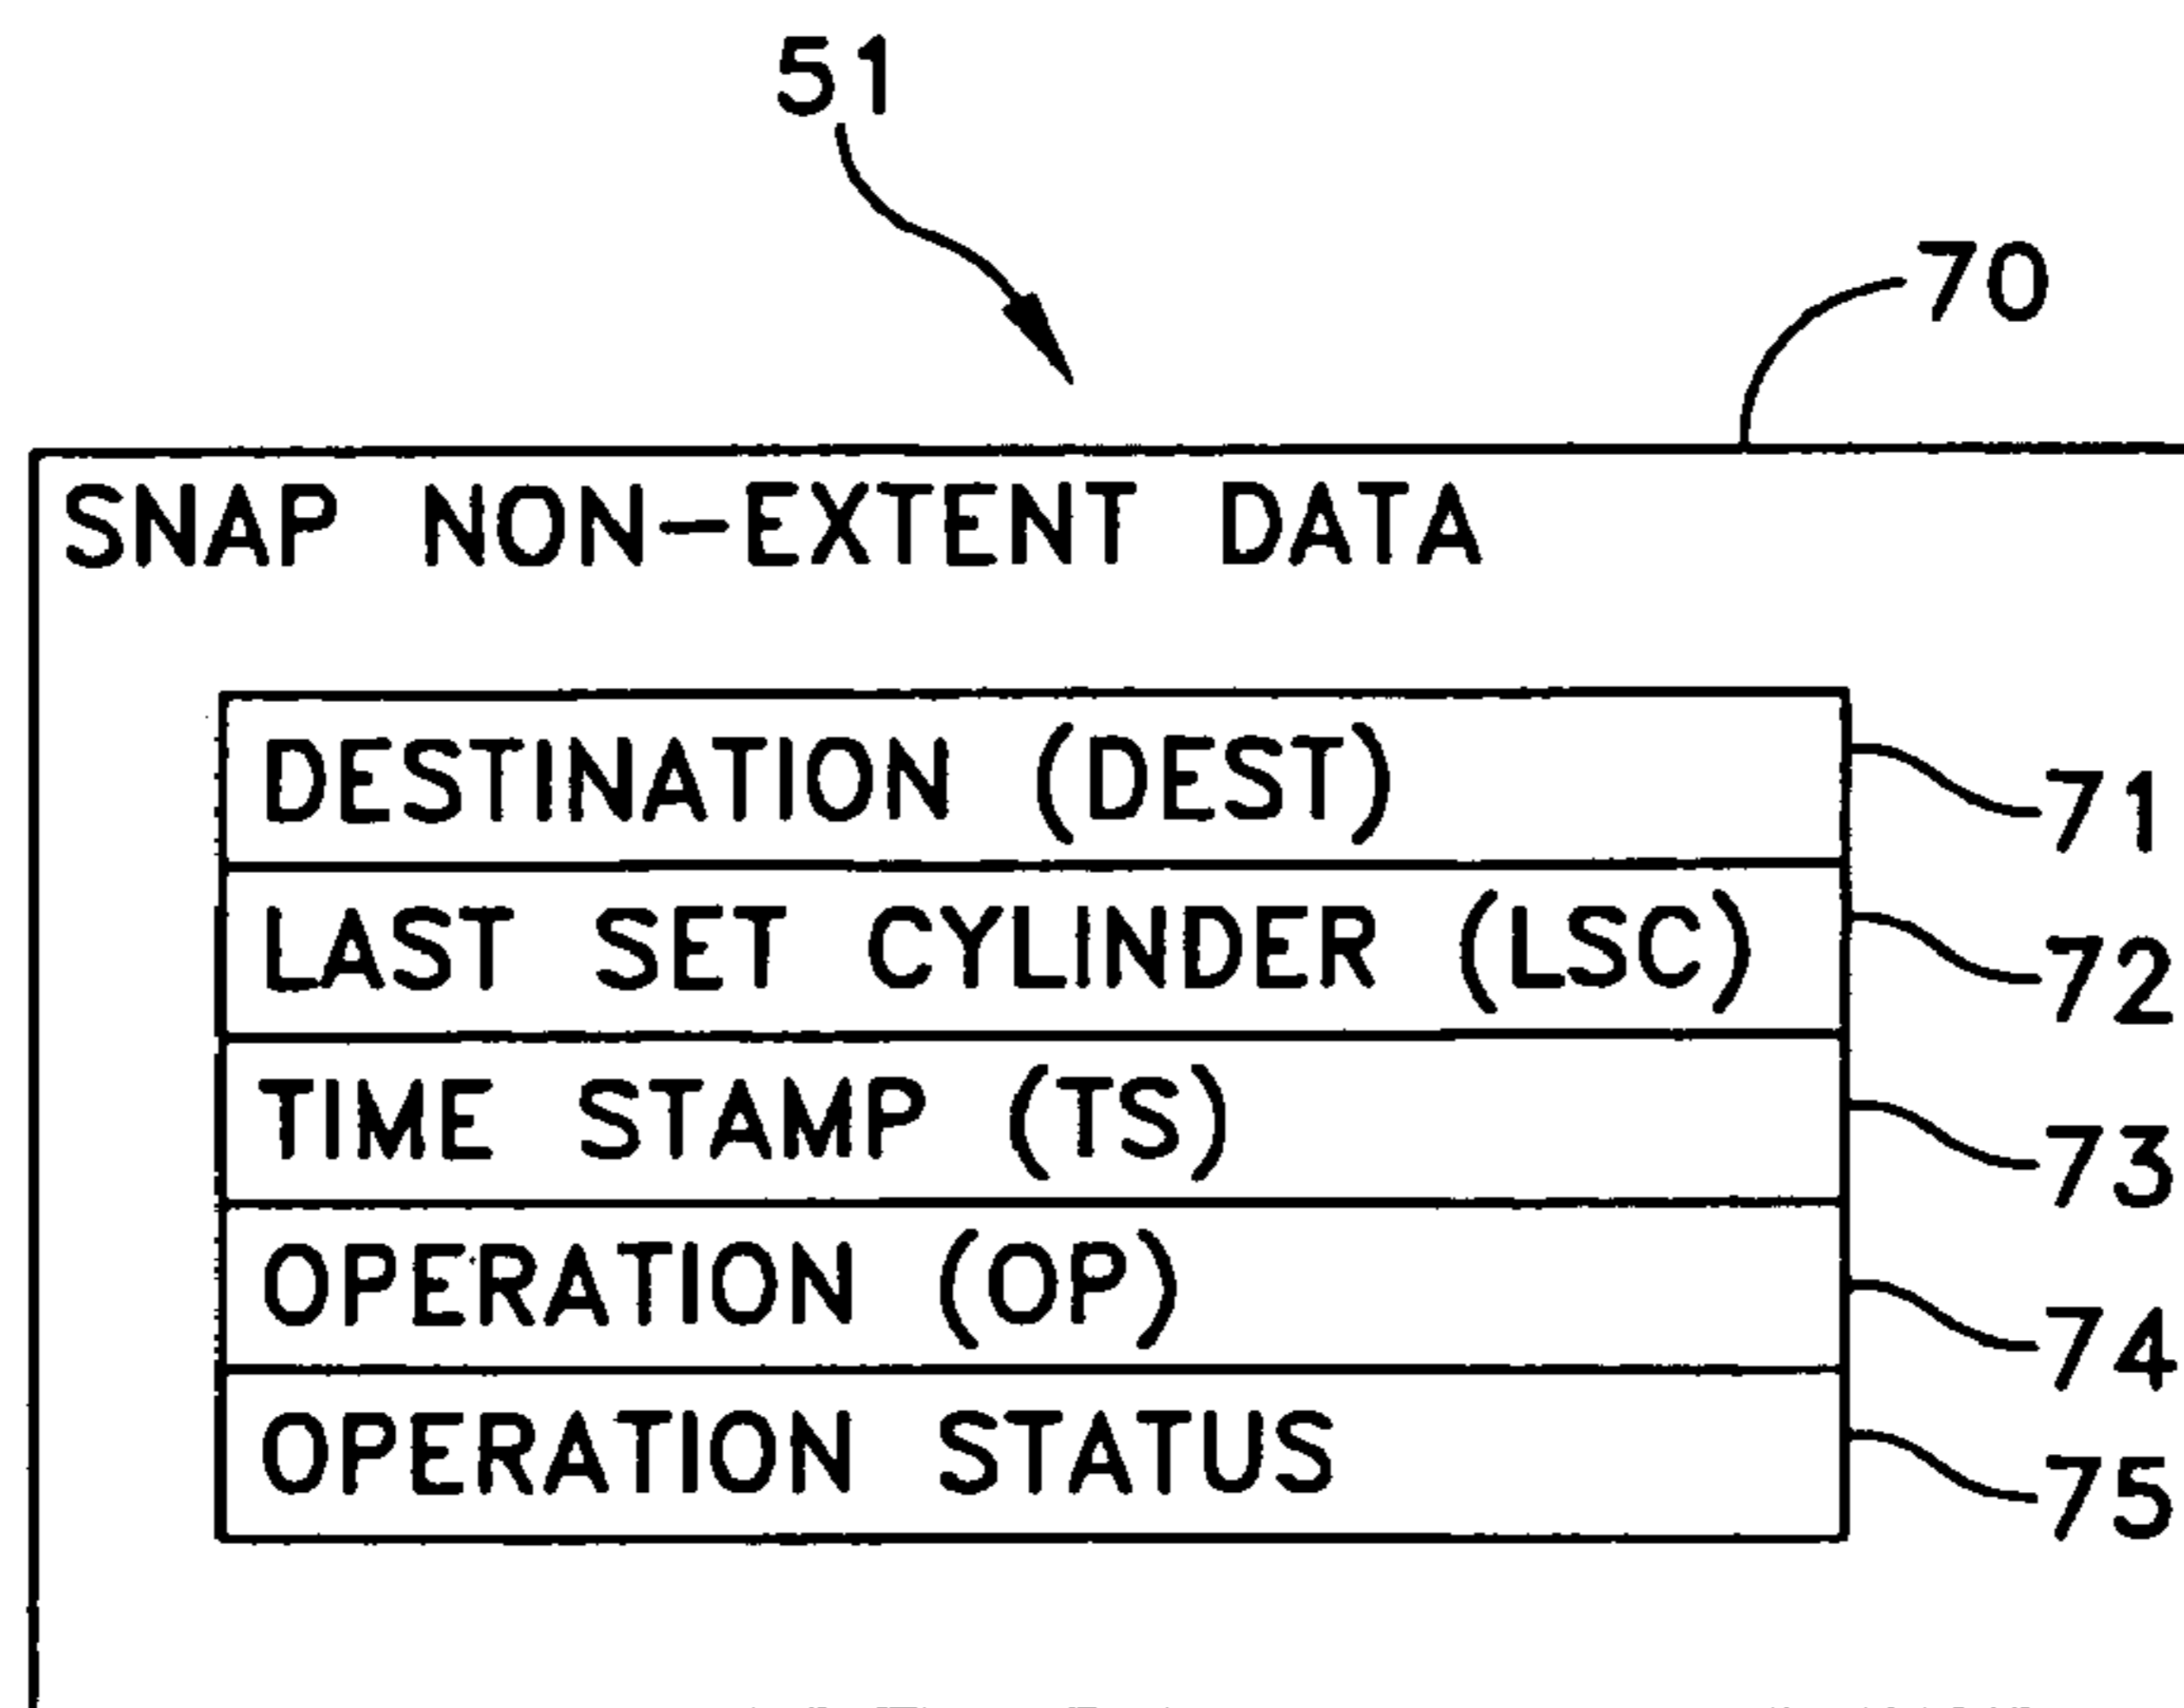 51
70
SNAP NON-EXTENT DATA
DESTINATION (DEST)
71
LAST SET CYLINDER (LSC)
72
TIME STAMP (TS)
73
OPERATION (OP)
74
OPERATION STATUS
75